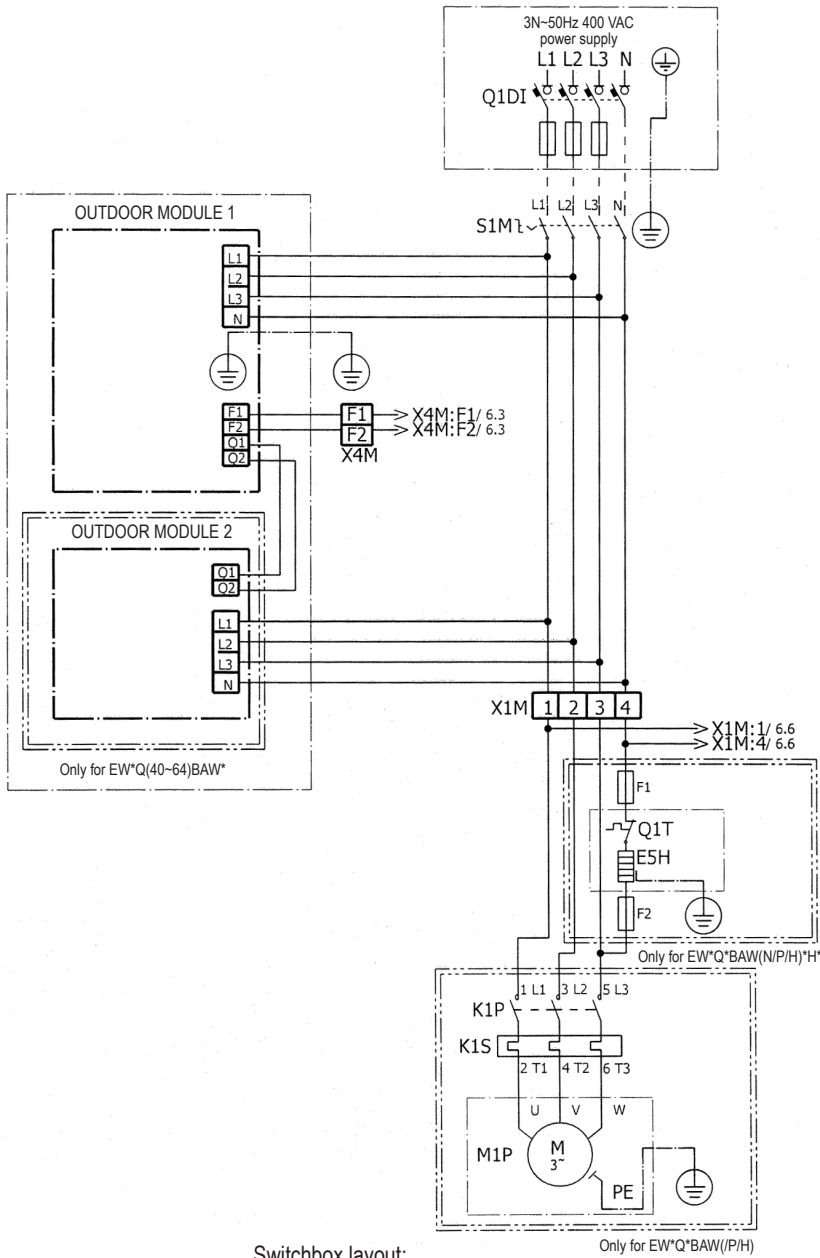 3N~50Hz 400 VAC
power supply
L1 L2 L3 N
Q1DI
L1 L2 L3 N
S1M
OUTDOOR MODULE 1
L1
L2
L3
N
F1
F2
Q1
Q2
F1
F2
X4M
X4M:F1/ 6.3
X4M:F2/ 6.3
OUTDOOR MODULE 2
Q1
Q2
L1
L2
L3
N
Only for EW*Q(40~64)BAW*
X1M 1 2 3 4
X1M:1/ 6.6
X1M:4/ 6.6
F1
Q1T
E5H
F2
Only for EW*Q*BAW(N/P/H)*H*
1 L1 3 L2 5 L3
K1P
K1S
2 T1 4 T2 6 T3
U V W
M1P
M
3~
PE
Only for EW*Q*BAW(/P/H)
Switchbox layout: